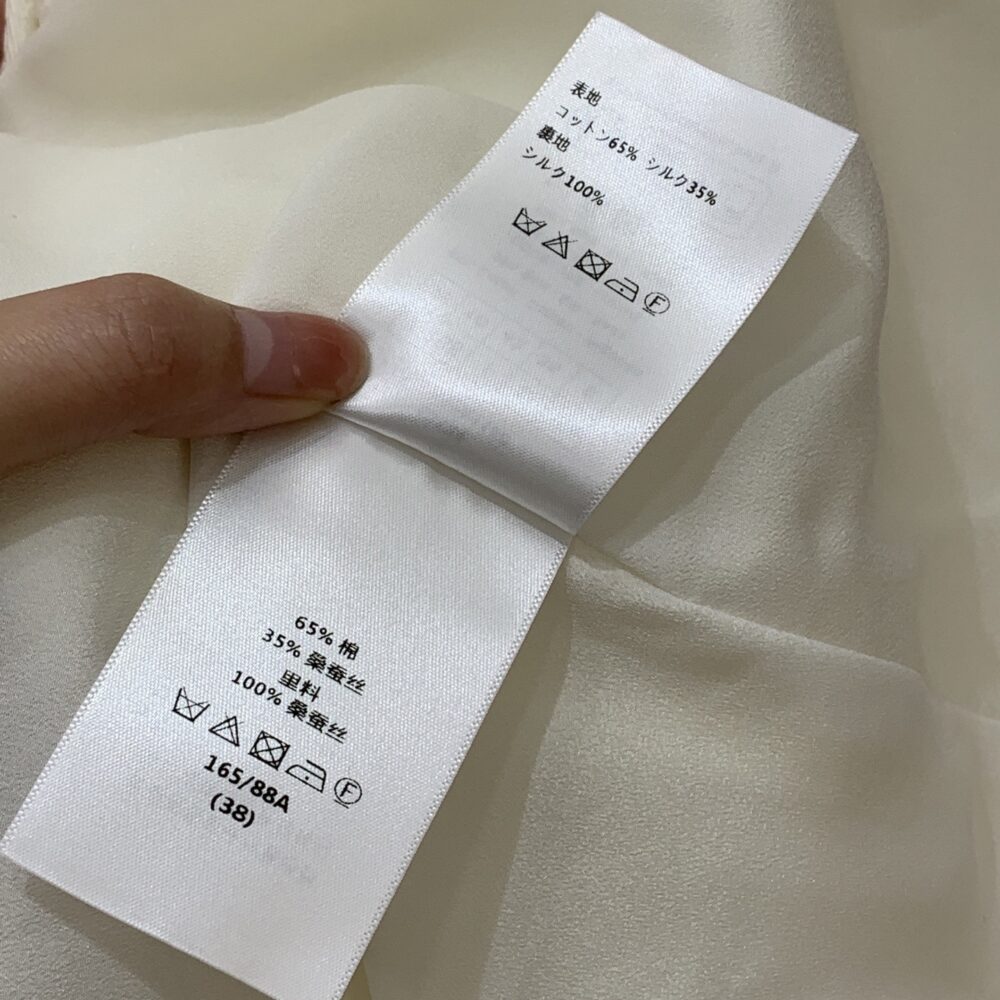 表地
コットン65% シルク35%
裏地
シルク100%
F
65% 棉
35% 桑蚕丝
里料
100% 桑蚕丝
F
165/88A
(38)